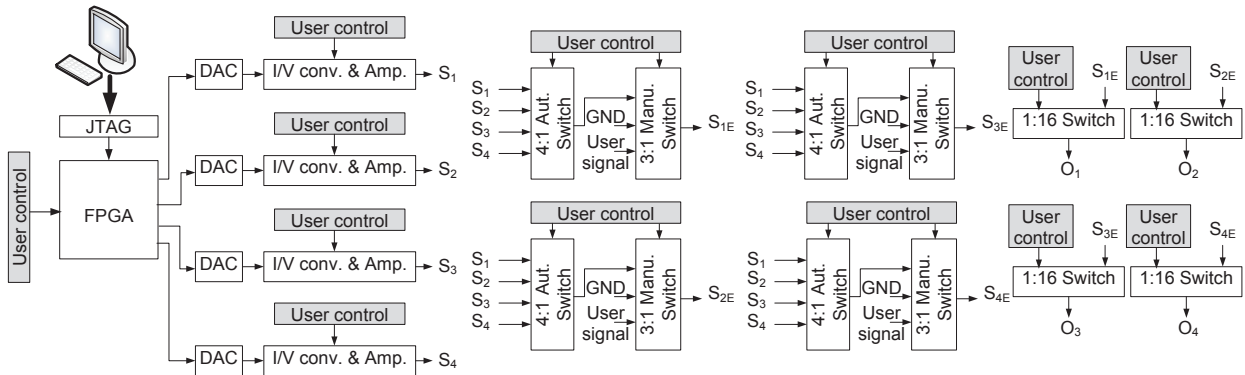 JTAG
FPGA
User control
User control
DAC
I/V conv. & Amp.
S1
User control
DAC
I/V conv. & Amp.
S2
User control
DAC
I/V conv. & Amp.
S3
User control
DAC
I/V conv. & Amp.
S4
User control
S1
S2
S3
S4
4:1 Aut.
Switch
GND
User
signal
3:1 Manu.
Switch
S1E
User control
S1
S2
S3
S4
4:1 Aut.
Switch
GND
User
signal
3:1 Manu.
Switch
S2E
User control
S1
S2
S3
S4
4:1 Aut.
Switch
GND
User
signal
3:1 Manu.
Switch
S3E
User control
S1
S2
S3
S4
4:1 Aut.
Switch
GND
User
signal
3:1 Manu.
Switch
S4E
User
control
S1E
1:16 Switch
O1
User
control
S2E
1:16 Switch
O2
User
control
S3E
1:16 Switch
O3
User
control
S4E
1:16 Switch
O4